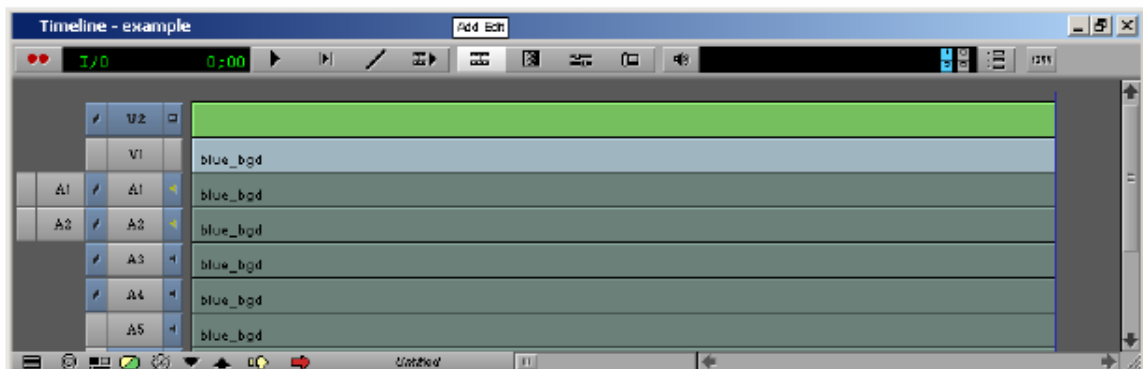 Timeline - example
Add Edit
I/O 0;00
V2
V1 blue_bgd
A1 A1 blue_bgd
A2 A2 blue_bgd
A3 blue_bgd
A4 blue_bgd
A5 blue_bgd
Untitled